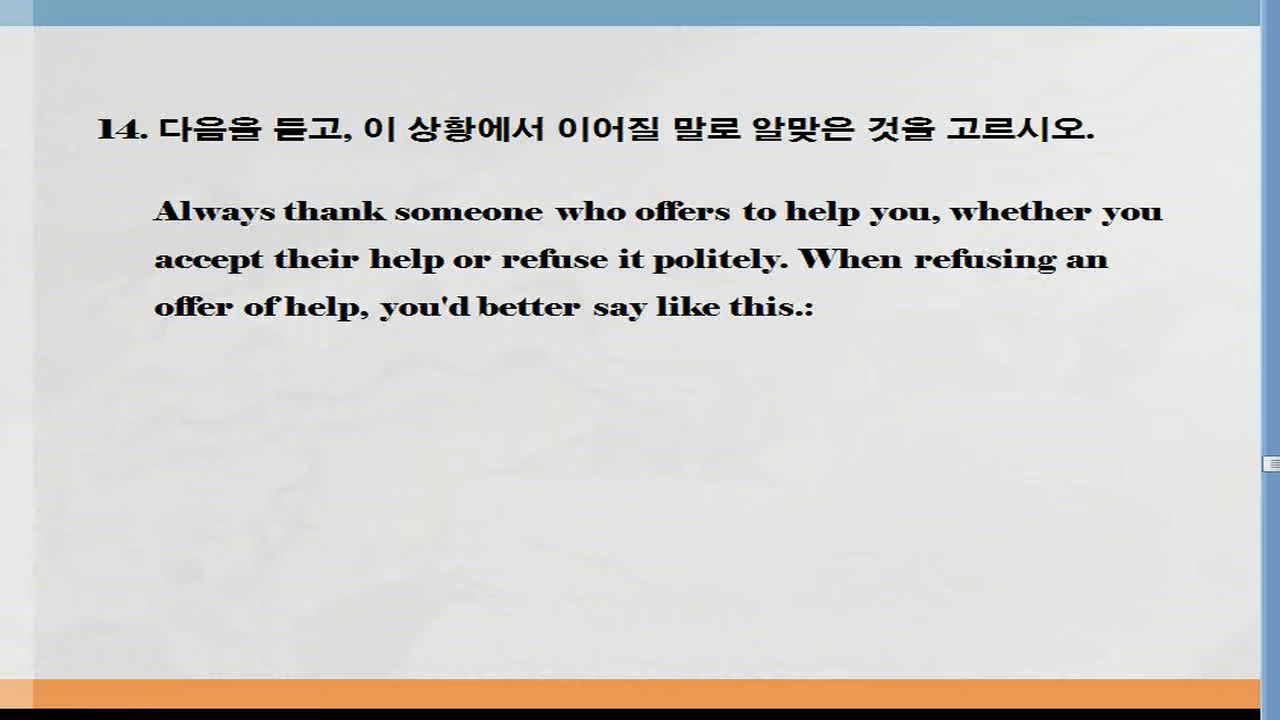 14. 다음을 듣고, 이 상황에서 이어질 말로 알맞은 것을 고르시오.
Always thank someone who offers to help you, whether you
accept their help or refuse it politely. When refusing an
offer of help, you'd better say like this.: